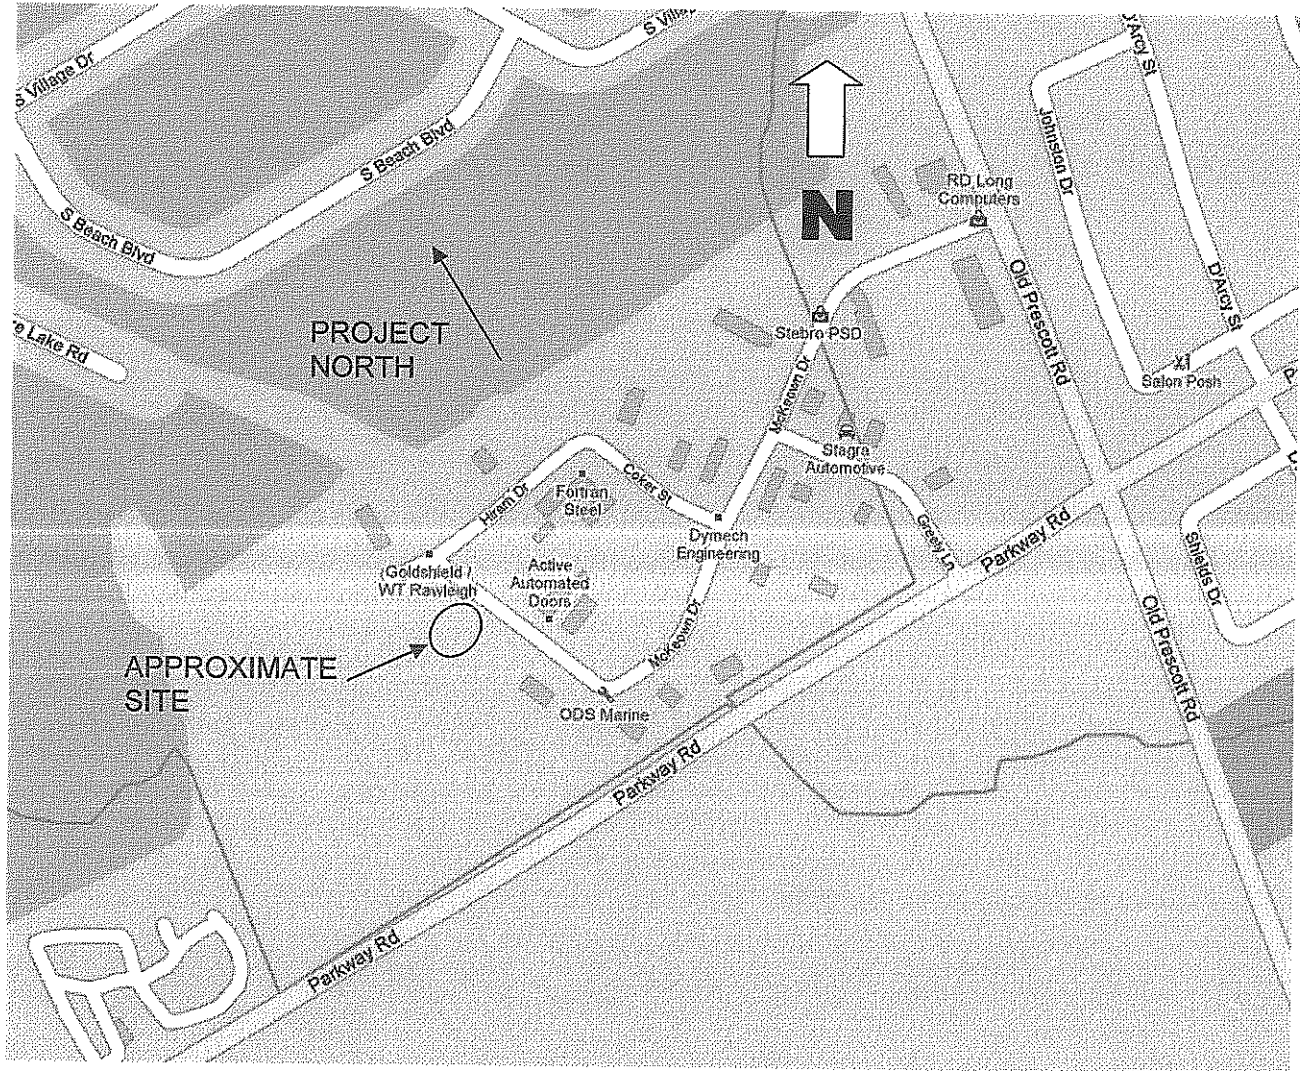 S Villag
D'Arcy St
S Village Dr
S Beach Blvd
Johnston Dr
RD Long
Computers
N
S Beach Blvd
D'Arcy St
Old Prescott Rd
e Lake Rd
PROJECT
NORTH
Stebro PSD
Salon Posh
McKeown Dr
Stagra
Automotive
Coker St
Hiram Dr
Fortran
Steel
Dymech
Engineering
Greely Ln
Parkway Rd
Shields Dr
Goldshield /
WT Rawleigh
Active
Automated
Doors
McKeown Dr
Old Prescott Rd
APPROXIMATE
SITE
ODS Marine
Parkway Rd
Parkway Rd